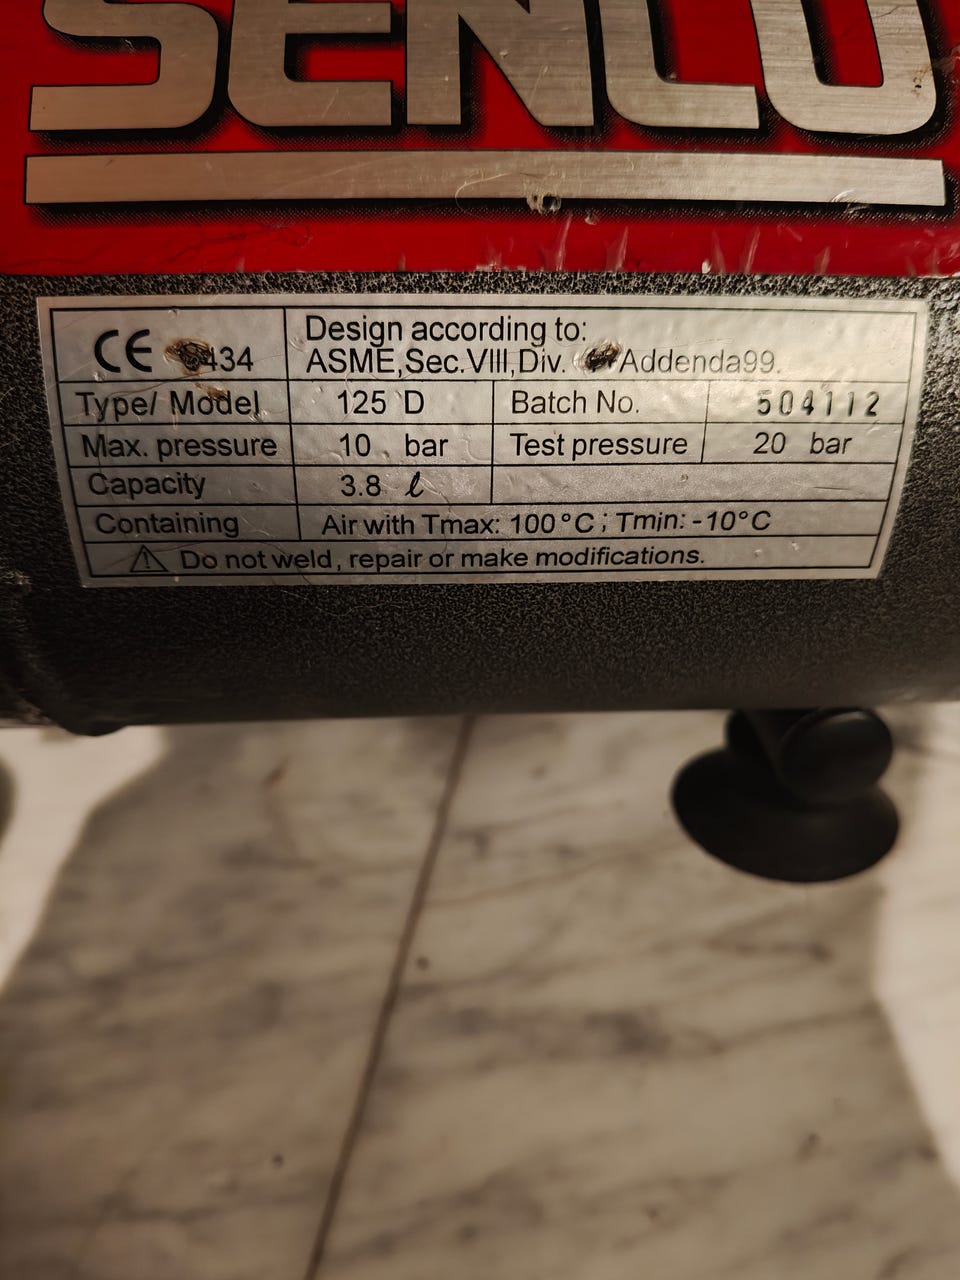 SENCO
CE 434
Design according to:
ASME,Sec.VIII,Div. Addenda99.
Type/ Model 125 D Batch No. 504112
Max. pressure 10 bar Test pressure 20 bar
Capacity 3.8 ℓ
Containing Air with Tmax: 100°C; Tmin: -10°C
Do not weld, repair or make modifications.